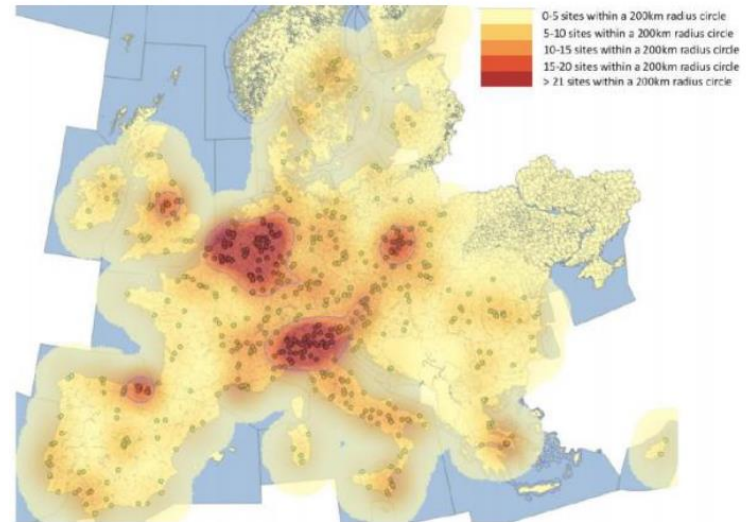 0-5 sites within a 200km radius circle
5-10 sites within a 200km radius circle
10-15 sites within a 200km radius circle
15-20 sites within a 200km radius circle
> 21 sites within a 200km radius circle